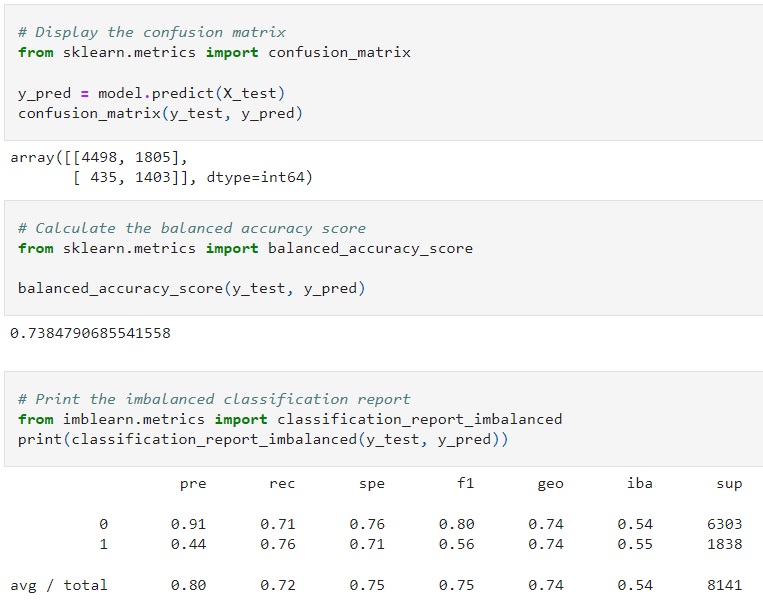 # Display the confusion matrix
from sklearn.metrics import confusion_matrix
y_pred = model.predict(X_test)
confusion_matrix(y_test, y_pred)
array([[4498, 1805],
       [ 435, 1403]], dtype=int64)
# Calculate the balanced accuracy score
from sklearn.metrics import balanced_accuracy_score
balanced_accuracy_score(y_test, y_pred)
0.7384790685541558
# Print the imbalanced classification report
from imblearn.metrics import classification_report_imbalanced
print(classification_report_imbalanced(y_test, y_pred))
pre rec spe f1 geo iba sup
0 0.91 0.71 0.76 0.80 0.74 0.54 6303
1 0.44 0.76 0.71 0.56 0.74 0.55 1838
avg / total 0.80 0.72 0.75 0.75 0.74 0.54 8141